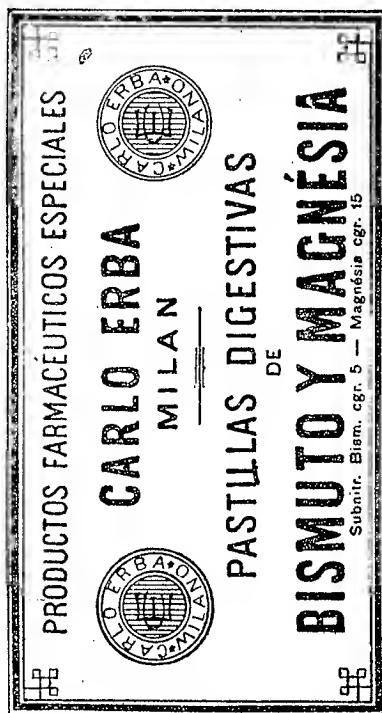 PRODUCTOS FARMACÉUTICOS ESPECIALES
CARLO ERBA
MILAN
CARLO ERBA * MILANO *
CARLO ERBA * MILANO *
PASTILLAS DIGESTIVAS
DE
BISMUTO Y MAGNÉSIA
Subnitr. Bism. cgr. 5 — Magnésia cgr. 15